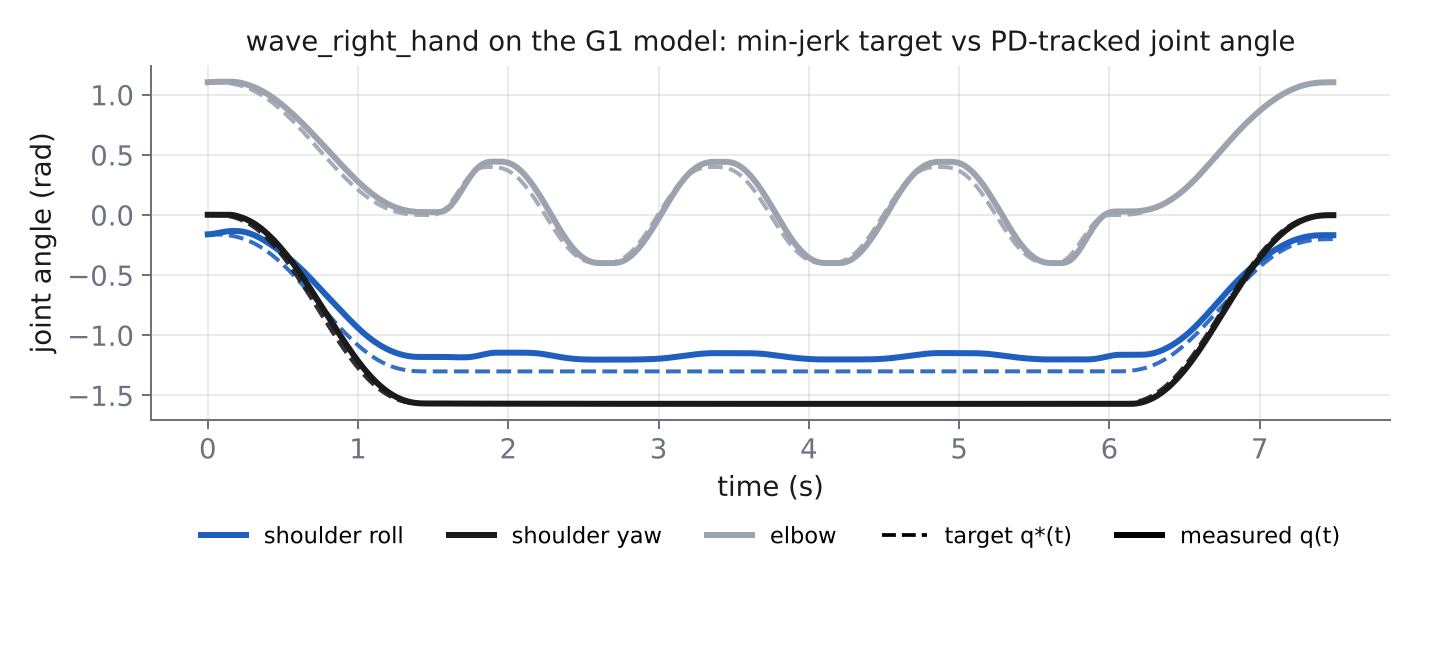 wave_right_hand on the G1 model: min-jerk target vs PD-tracked joint angle
joint angle (rad)
1.0
0.5
0.0
−0.5
−1.0
−1.5
0 1 2 3 4 5 6 7
time (s)
shoulder roll shoulder yaw elbow target q*(t) measured q(t)